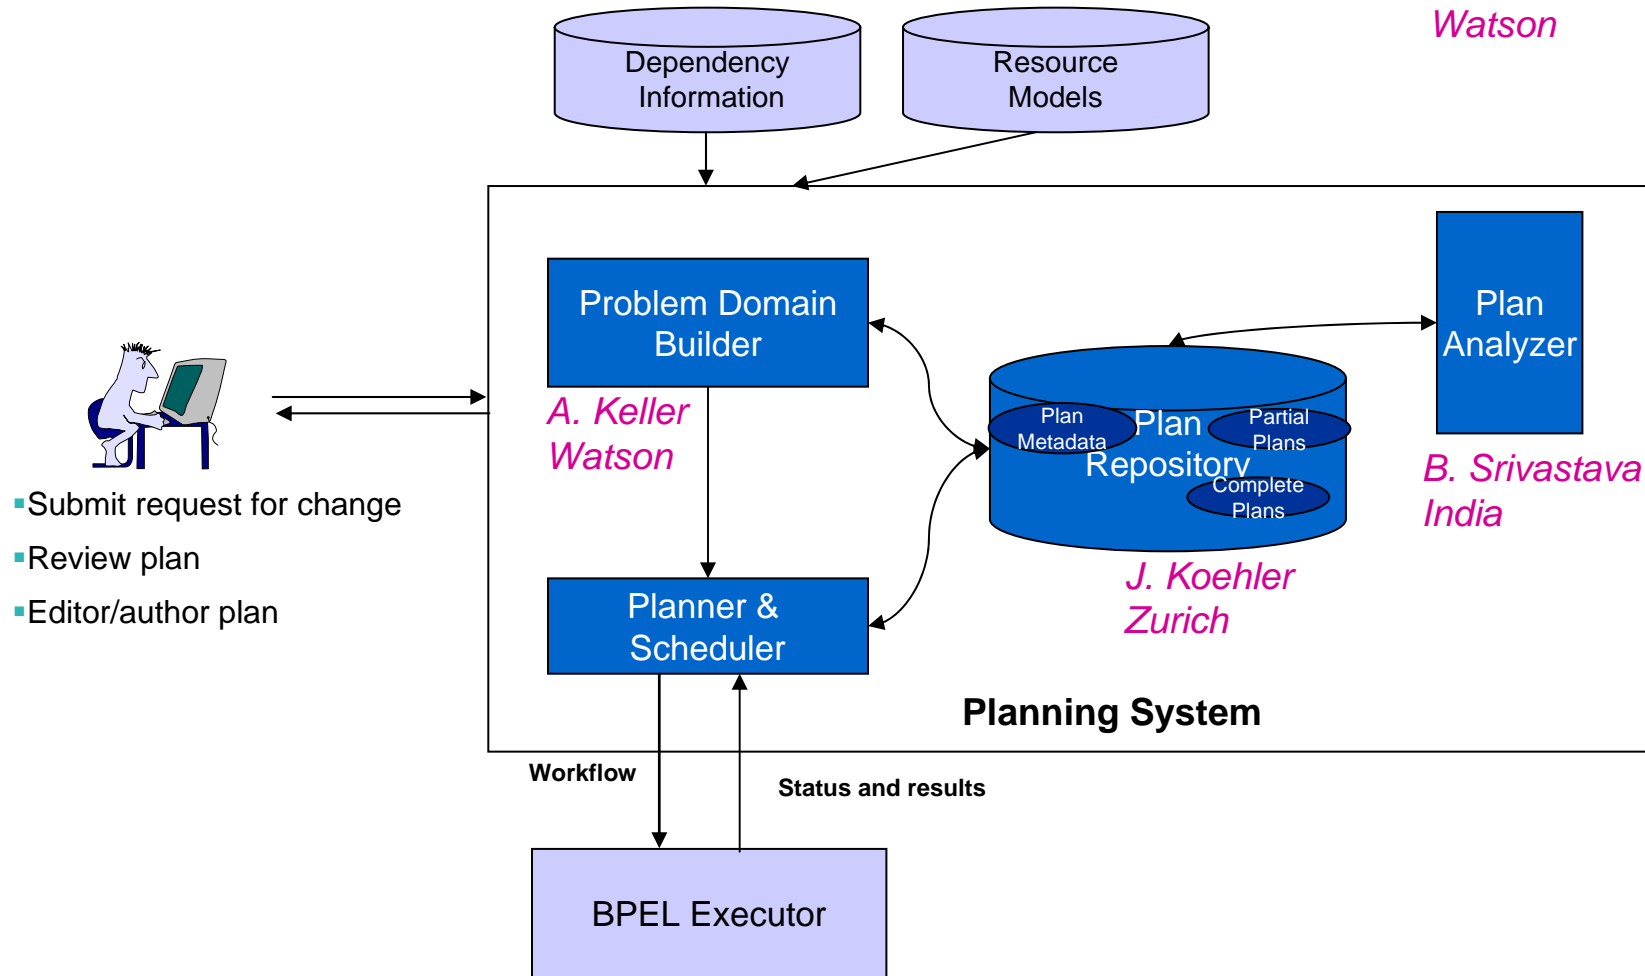 Watson
Dependency
Information
Resource
Models
Problem Domain
Builder
Plan
Analyzer
A. Keller
Watson
Plan
Metadata
Plan
Repository
Partial
Plans
Complete
Plans
B. Srivastava
India
▪Submit request for change
▪Review plan
▪Editor/author plan
J. Koehler
Zurich
Planner &
Scheduler
Planning System
Workflow
Status and results
BPEL Executor